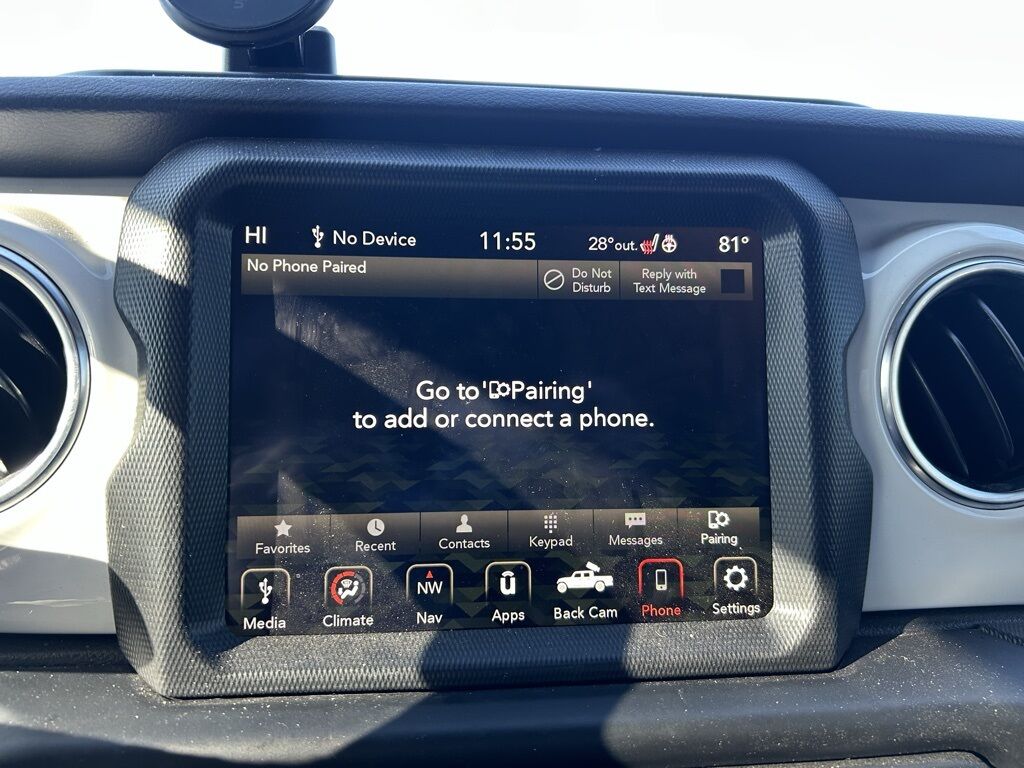 HI No Device 11:55 28°out. 81°
No Phone Paired
Do Not
Disturb
Reply with
Text Message
Go to 'Pairing'
to add or connect a phone.
Favorites Recent Contacts Keypad Messages Pairing
NW
Media Climate Nav Apps Back Cam Phone Settings